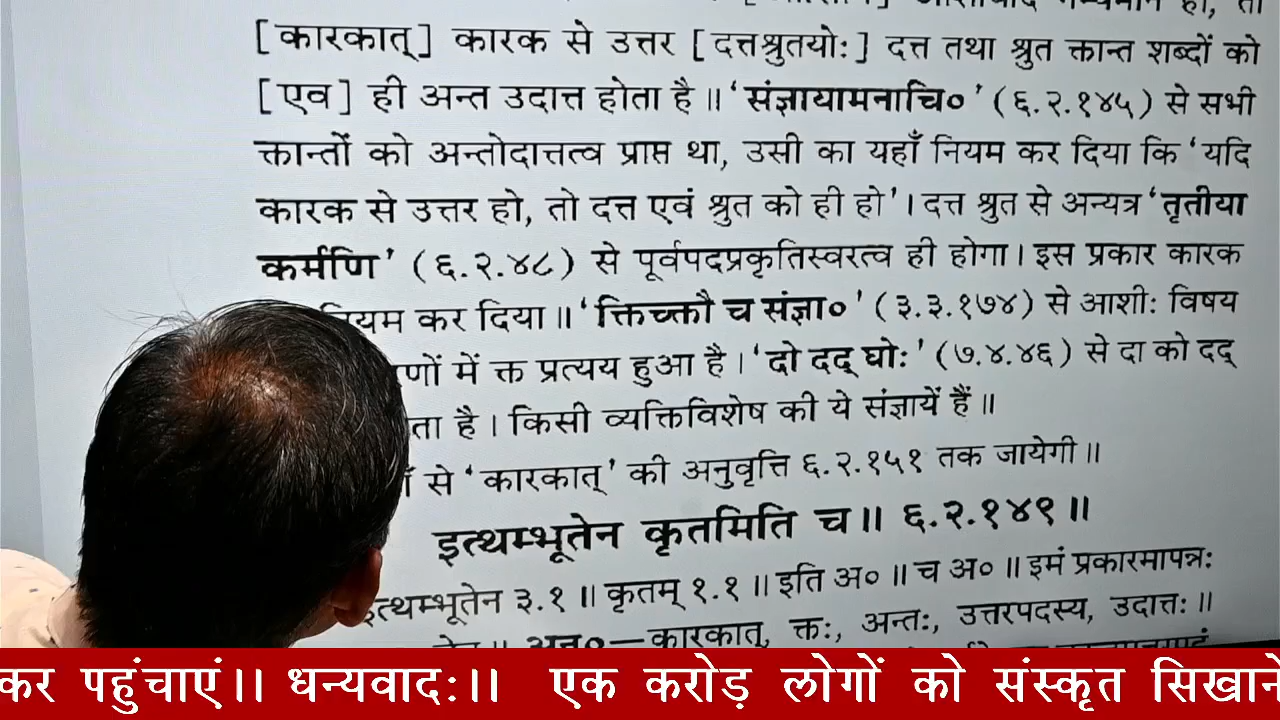 [कारकात्] कारक से उत्तर [दत्तश्रुतयोः] दत्त तथा श्रुत क्तान्त शब्दों को
[एव] ही अन्त उदात्त होता है॥ 'संज्ञायामनाचि०' (६.२.१४५) से सभी
क्तान्तों को अन्तोदात्तत्व प्राप्त था, उसी का यहाँ नियम कर दिया कि 'यदि
कारक से उत्तर हो, तो दत्त एवं श्रुत को ही हो'। दत्त श्रुत से अन्यत्र 'तृतीया
कर्मणि' (६.२.४८) से पूर्वपदप्रकृतिस्वरत्व ही होगा। इस प्रकार कारक
कर दिया॥ 'क्तिच्क्तौ च संज्ञा०' (३.३.१७४) से आशीः विषय
में क्त प्रत्यय हुआ है। 'दो दद् घोः' (७.४.४६) से दा को दद्
है। किसी व्यक्तिविशेष की ये संज्ञायें हैं॥
से 'कारकात्' की अनुवृत्ति ६.२.१५१ तक जायेगी॥
इत्थम्भूतेन कृतमिति च॥ ६.२.१४९॥
इत्थम्भूतेन ३.१॥ कृतम् १.१॥ इति अ०॥ च अ०॥ इमं प्रकारमापन्नः
अनु०—कारकात्, क्तः, अन्तः, उत्तरपदस्य, उदात्तः॥
कर पहुंचाएं।। धन्यवादः।। एक करोड़ लोगों को संस्कृत सिखाने